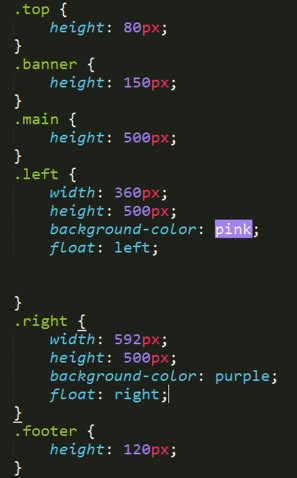 .top {
height: 80px;
}
.banner {
height: 150px;
}
.main {
height: 500px;
}
.left {
width: 360px;
height: 500px;
background-color: pink;
float: left;
}
.right {
width: 592px;
height: 500px;
background-color: purple;
float: right;
}
.footer {
height: 120px;
}